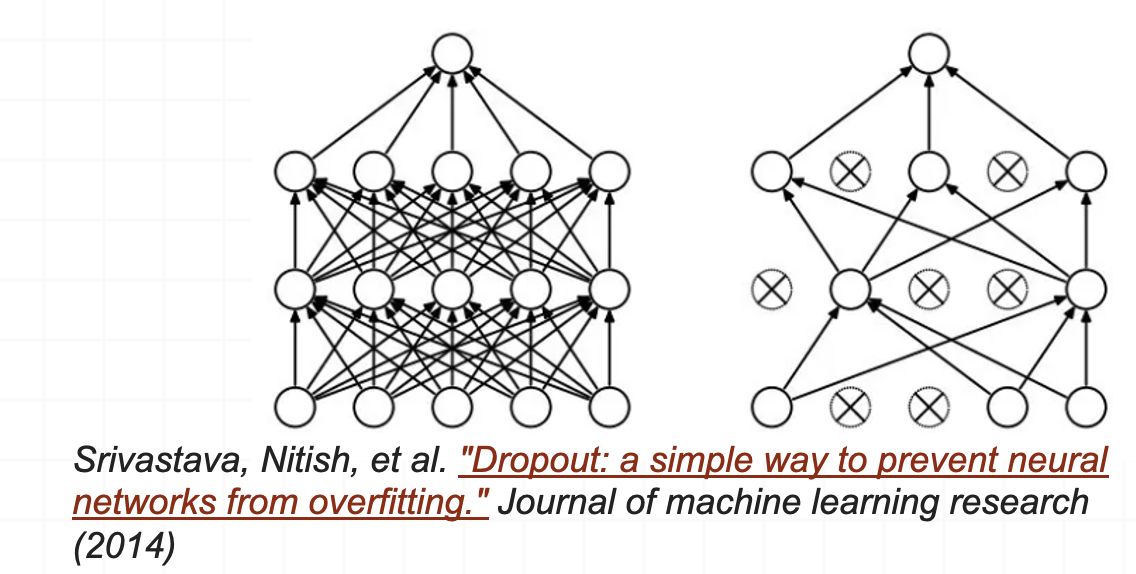 Srivastava, Nitish, et al. "Dropout: a simple way to prevent neural
networks from overfitting." Journal of machine learning research
(2014)